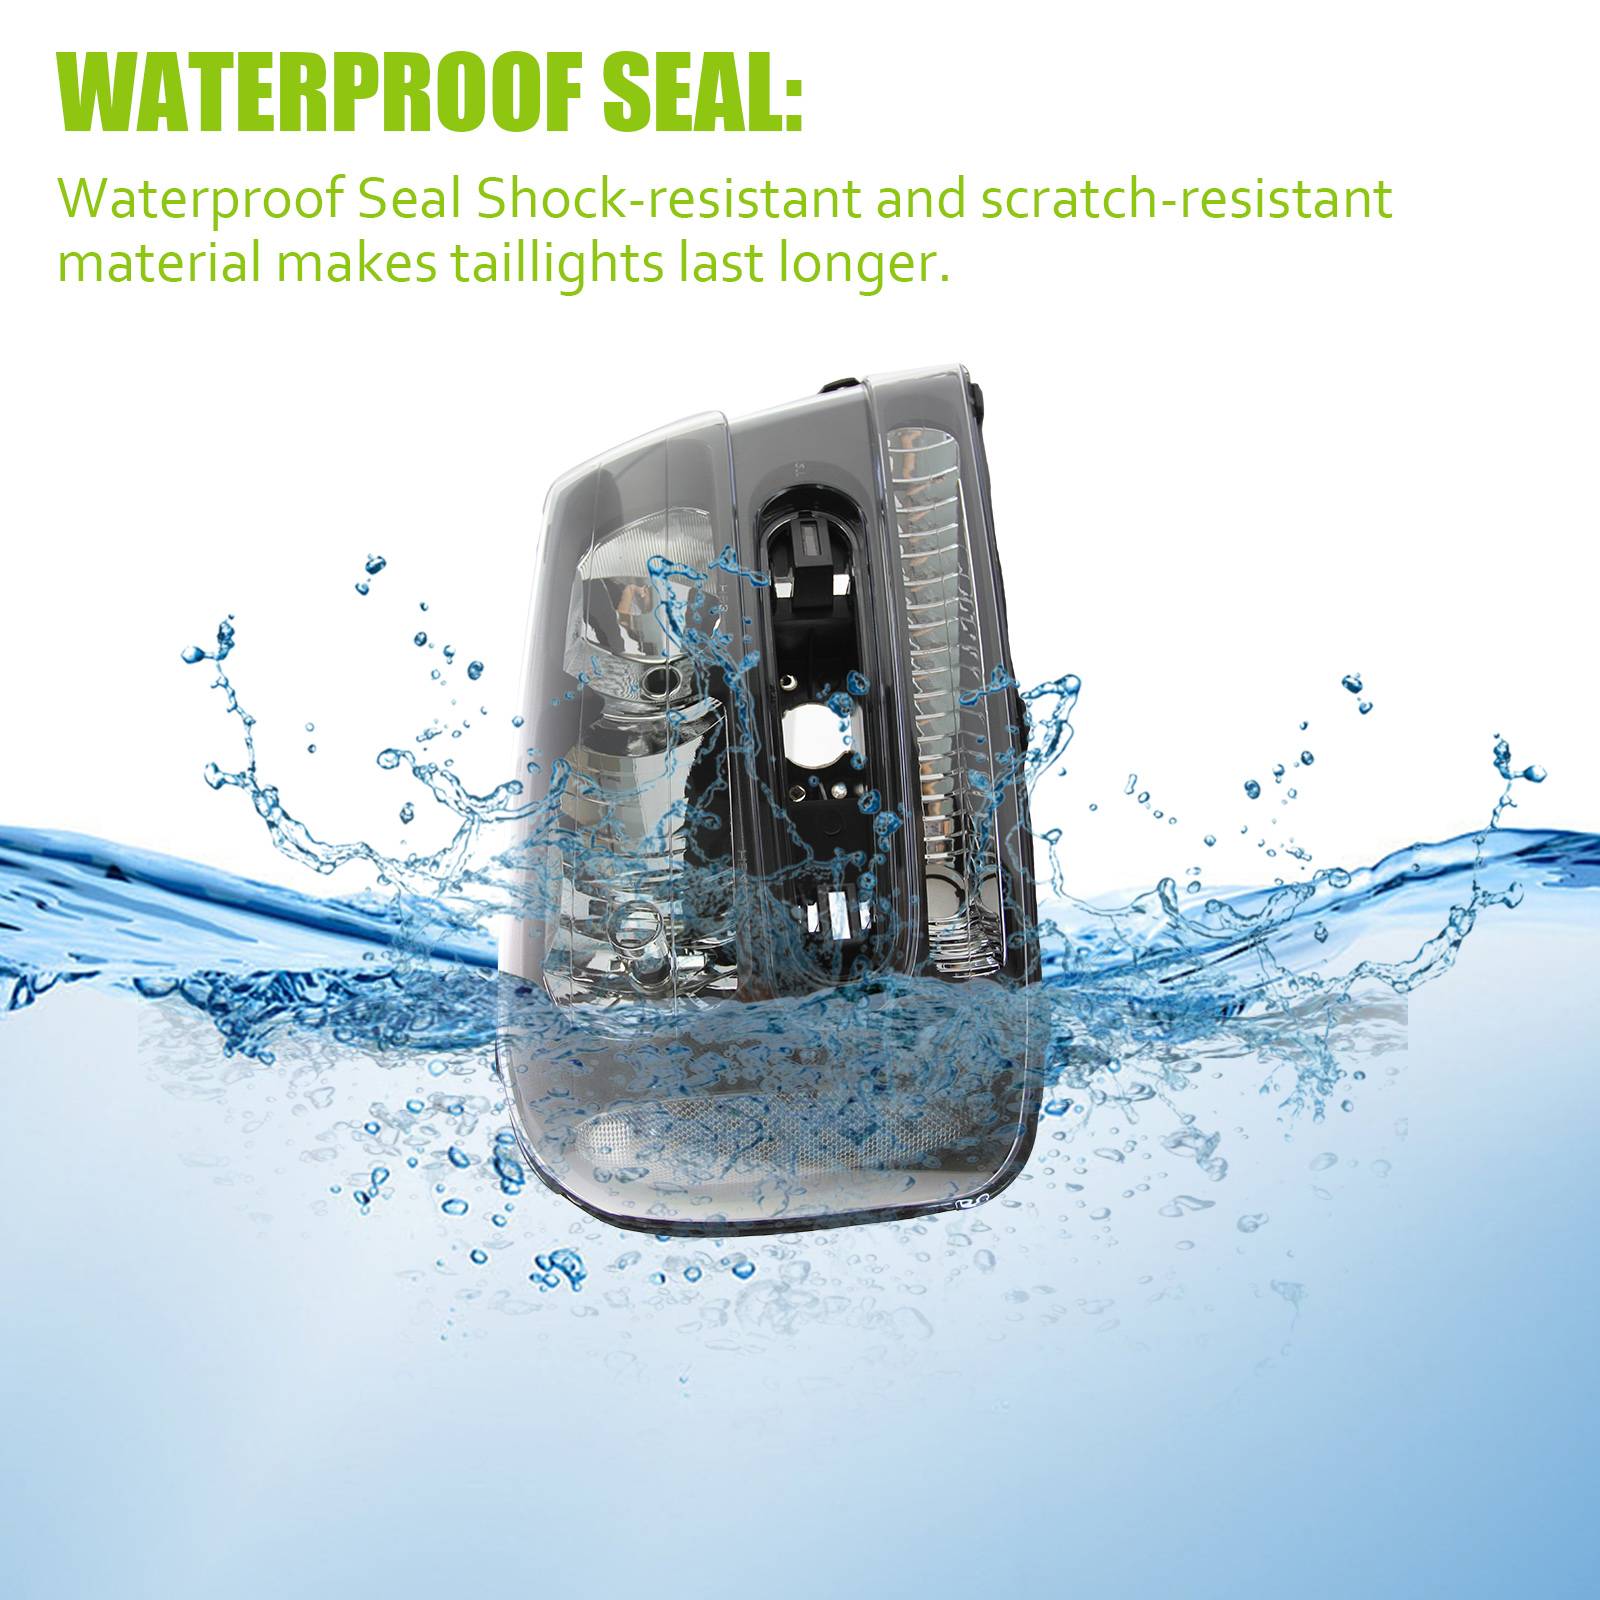 WATERPROOF SEAL:
Waterproof Seal Shock-resistant and scratch-resistant
material makes taillights last longer.